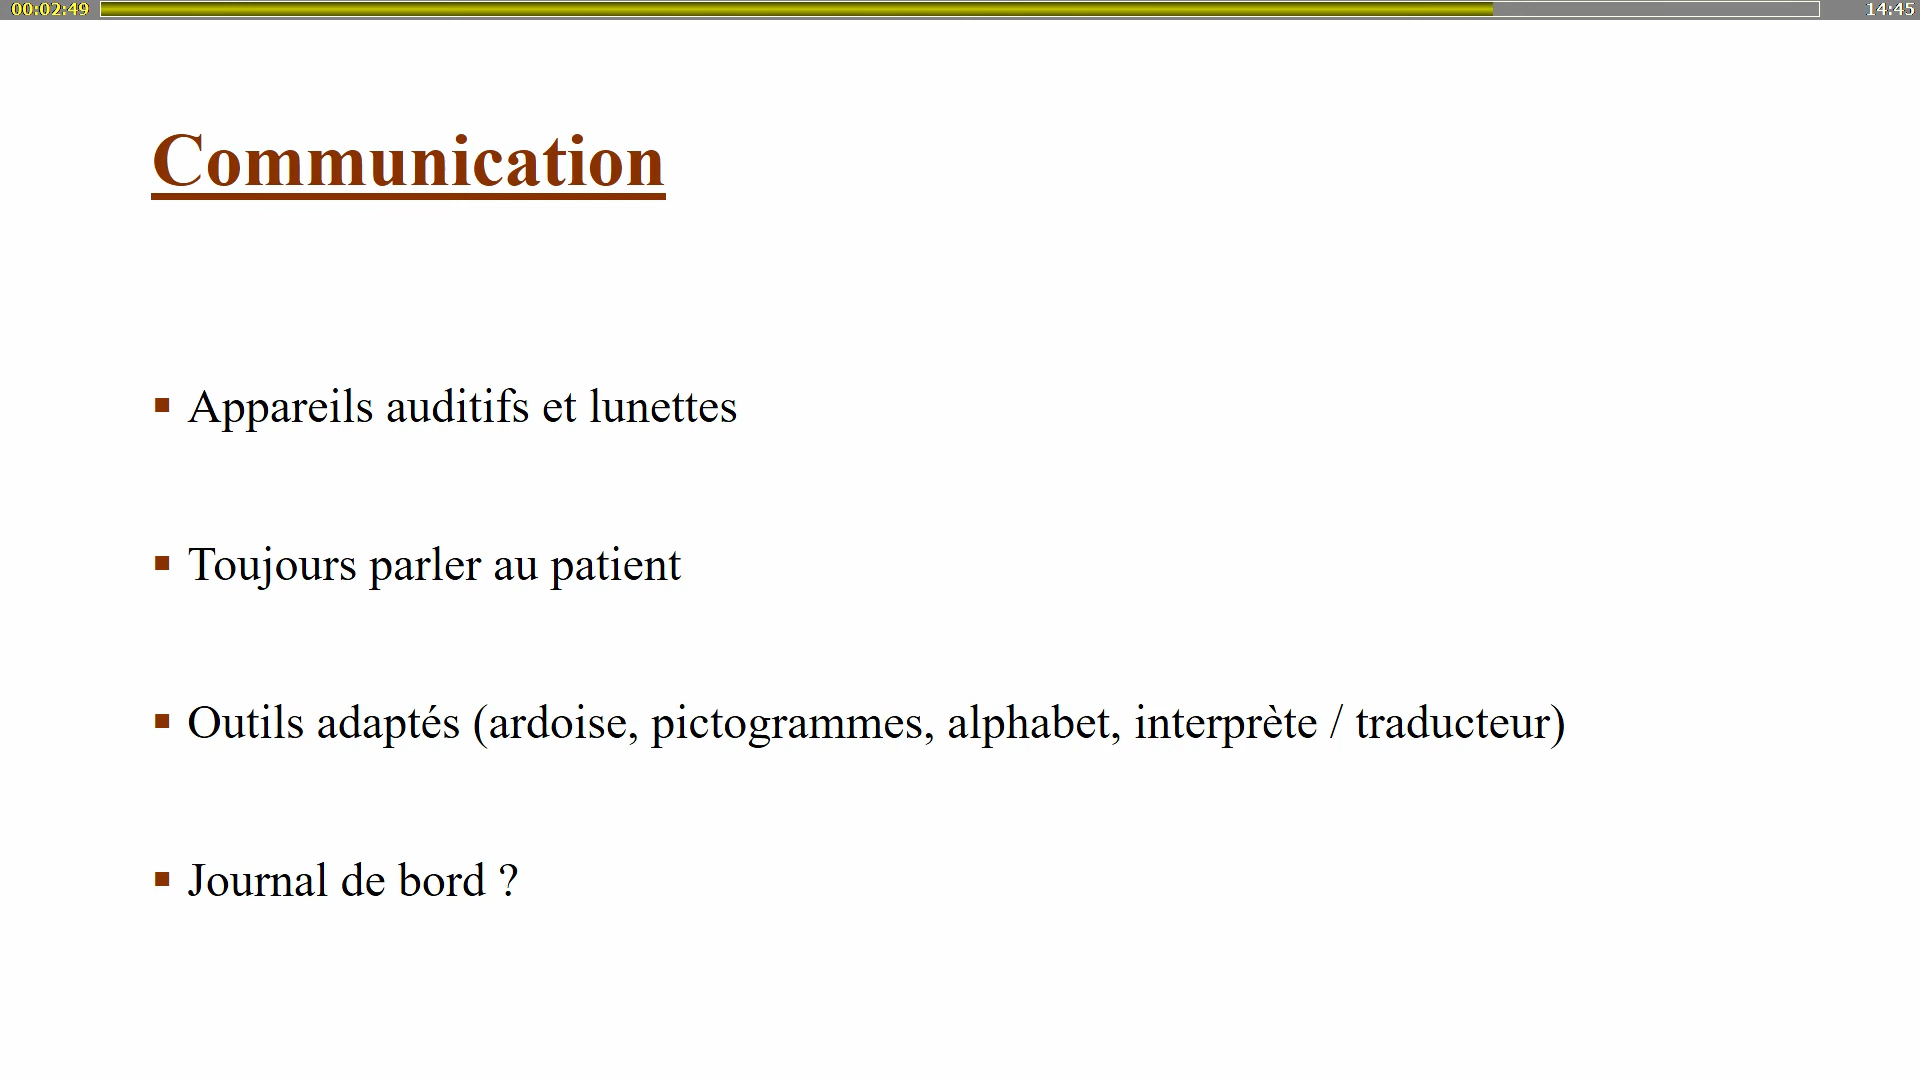 00:02:49 14:45
Communication
▪ Appareils auditifs et lunettes
▪ Toujours parler au patient
▪ Outils adaptés (ardoise, pictogrammes, alphabet, interprète / traducteur)
▪ Journal de bord ?